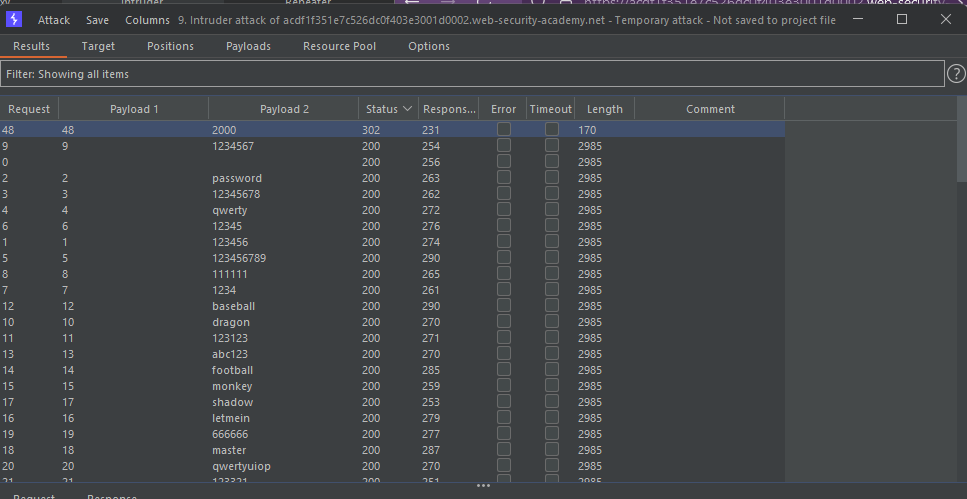 Intruder Repeater
Attack Save Columns 9. Intruder attack of acdf1f351e7c526dc0f403e3001d0002.web-security-academy.net - Temporary attack - Not saved to project file
Results Target Positions Payloads Resource Pool Options
Filter: Showing all items ?
Request Payload 1 Payload 2 Status Respons... Error Timeout Length Comment
48 48 2000 302 231 170
9 9 1234567 200 254 2985
0 200 256 2985
2 2 password 200 263 2985
3 3 12345678 200 262 2985
4 4 qwerty 200 272 2985
6 6 12345 200 276 2985
1 1 123456 200 274 2985
5 5 123456789 200 290 2985
8 8 111111 200 265 2985
7 7 1234 200 261 2985
12 12 baseball 200 290 2985
10 10 dragon 200 270 2985
11 11 123123 200 271 2985
13 13 abc123 200 270 2985
14 14 football 200 285 2985
15 15 monkey 200 259 2985
17 17 shadow 200 253 2985
16 16 letmein 200 279 2985
19 19 666666 200 277 2985
18 18 master 200 287 2985
20 20 qwertyuiop 200 270 2985
21 21 123321 200 251 2985
Request Response